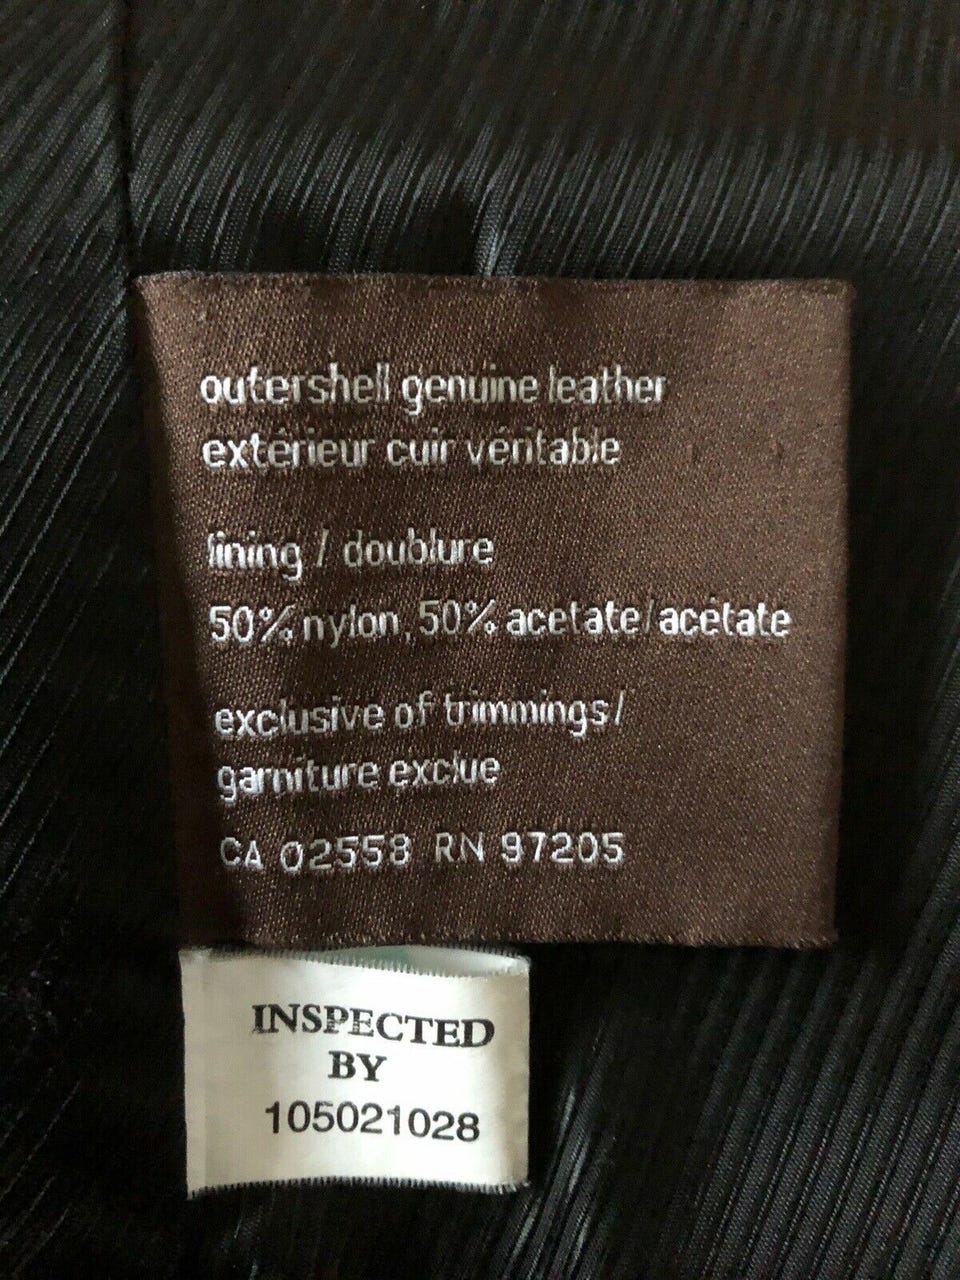 outershell genuine leather
extérieur cuir véritable
lining / doublure
50% nylon, 50% acetate/acétate
exclusive of trimmings/
garniture exclue
CA 02558 RN 97205
INSPECTED
BY
105021028